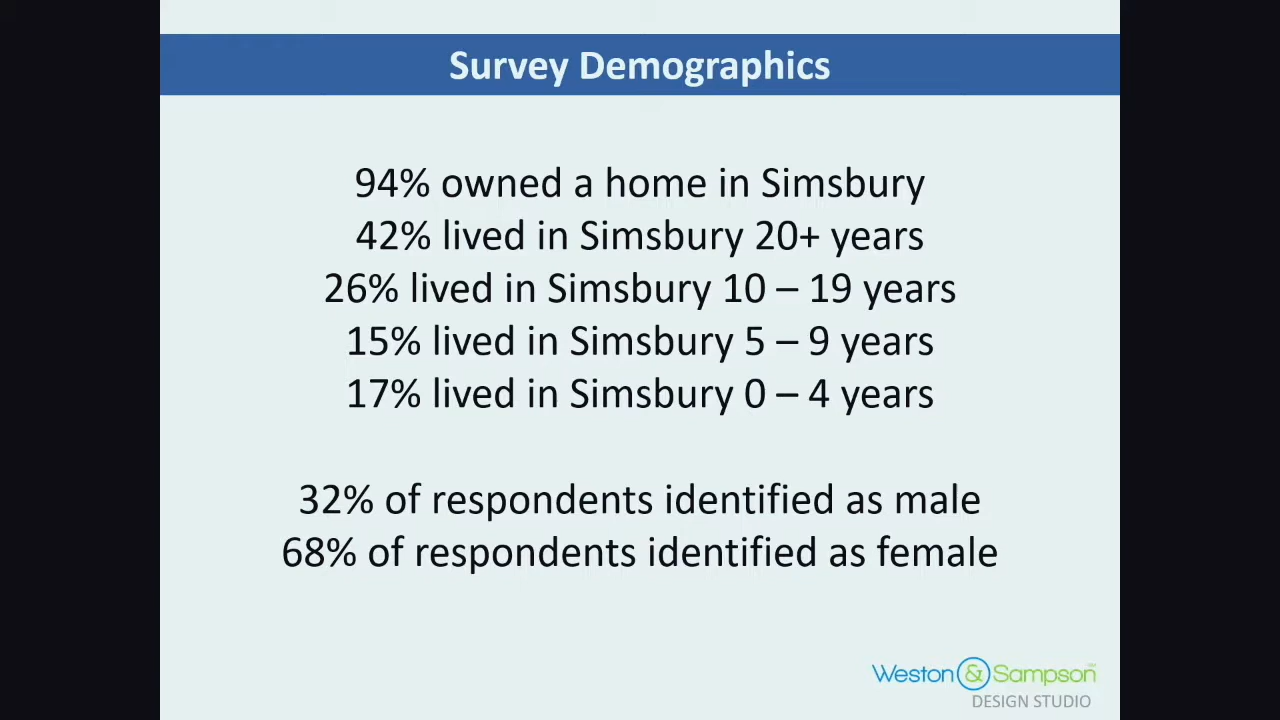 Survey Demographics
94% owned a home in Simsbury
42% lived in Simsbury 20+ years
26% lived in Simsbury 10 – 19 years
15% lived in Simsbury 5 – 9 years
17% lived in Simsbury 0 – 4 years
32% of respondents identified as male
68% of respondents identified as female
Weston & Sampson
DESIGN STUDIO